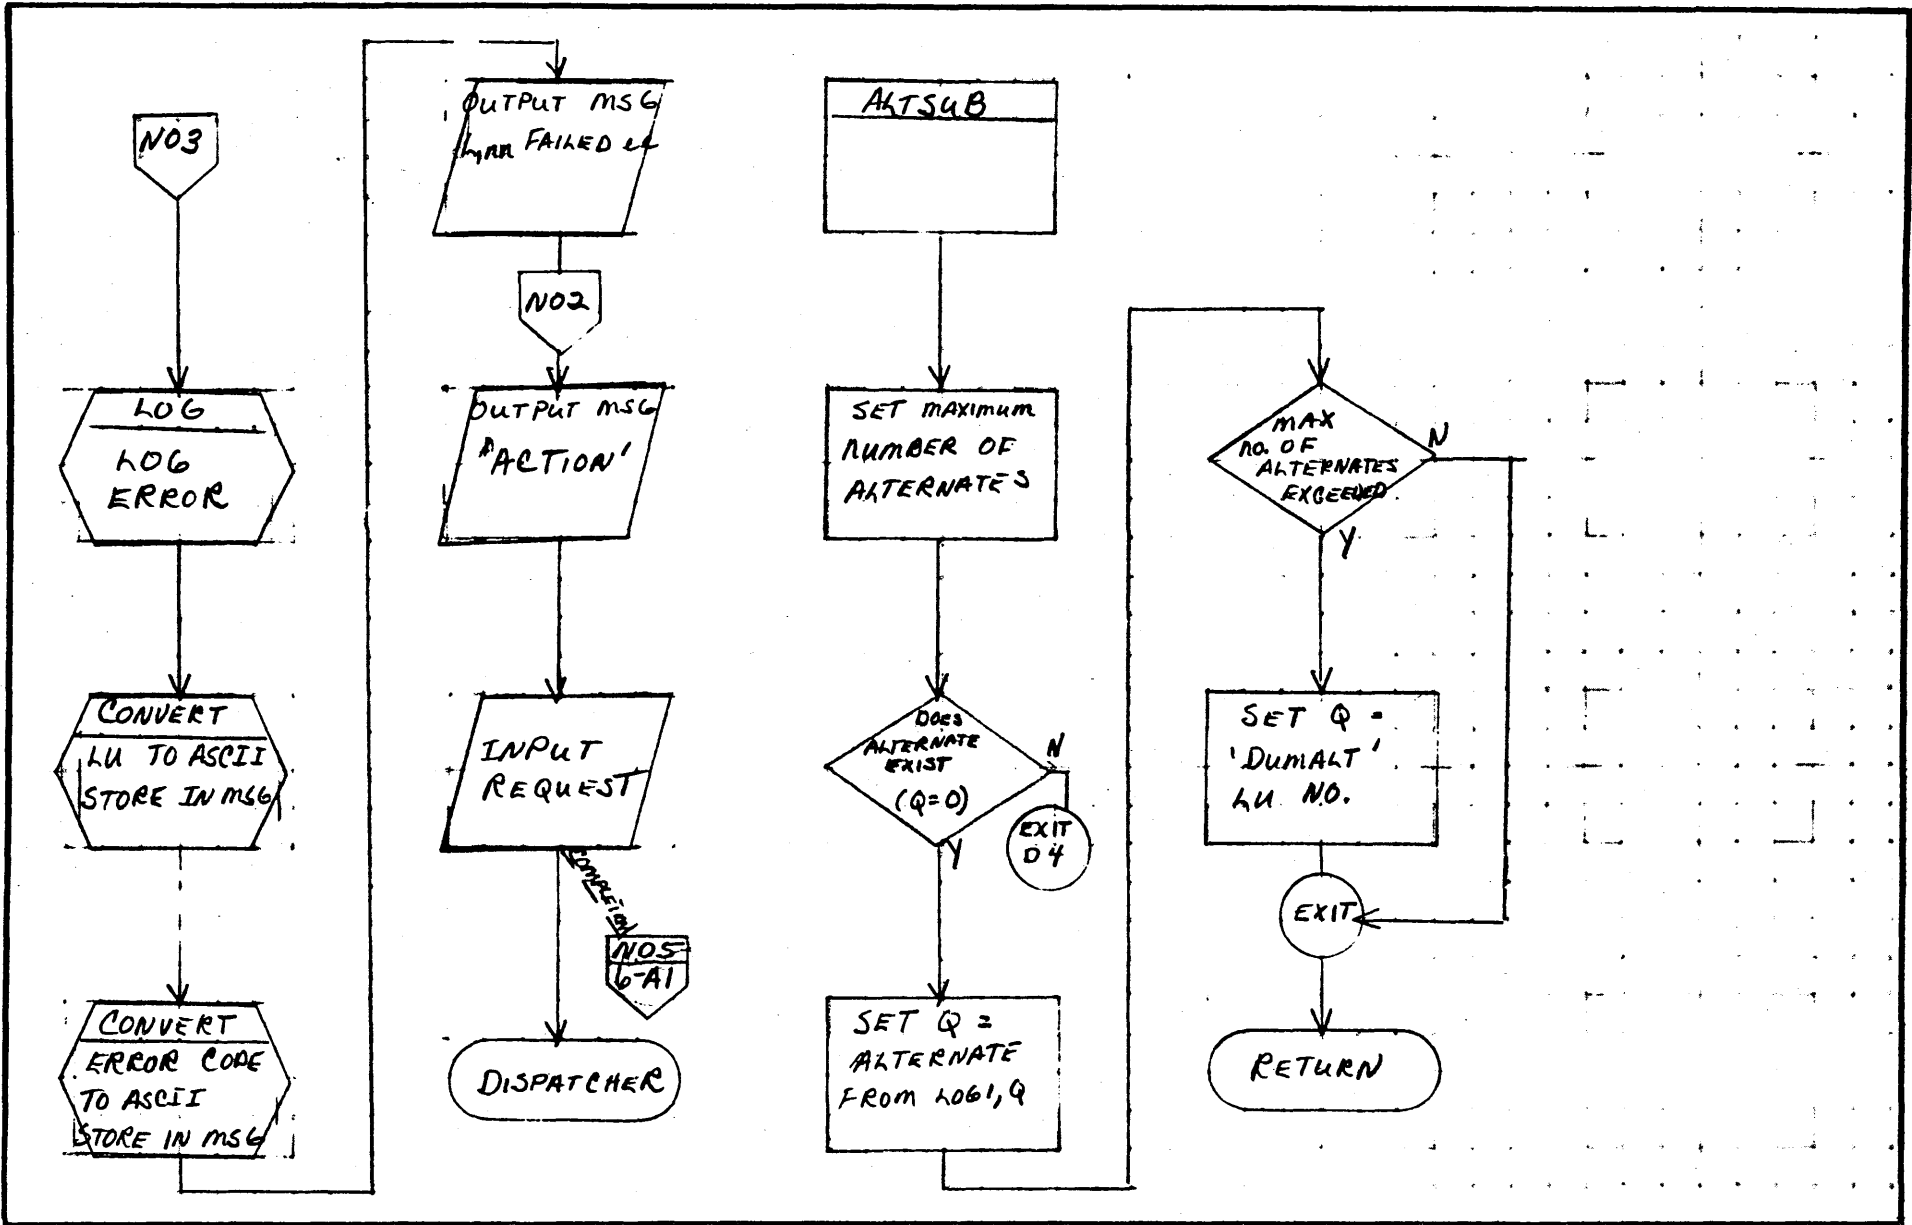 NO3
LOG
LOG
ERROR
CONVERT
LU TO ASCII
STORE IN MSG
CONVERT
ERROR CODE
TO ASCII
STORE IN MSG
OUTPUT MSG
FAILED
NO2
OUTPUT MSG
'ACTION'
INPUT
REQUEST
COMPLETION
NO5
6-A1
DISPATCHER
ALTSUB
SET MAXIMUM
NUMBER OF
ALTERNATES
DOES
ALTERNATE
EXIST
(Q=0)
N
Y
EXIT
D4
SET Q =
ALTERNATE
FROM LOG1, Q
MAX
NO. OF
ALTERNATES
EXCEEDED
N
Y
SET Q =
'DUMALT'
LU NO.
EXIT
RETURN